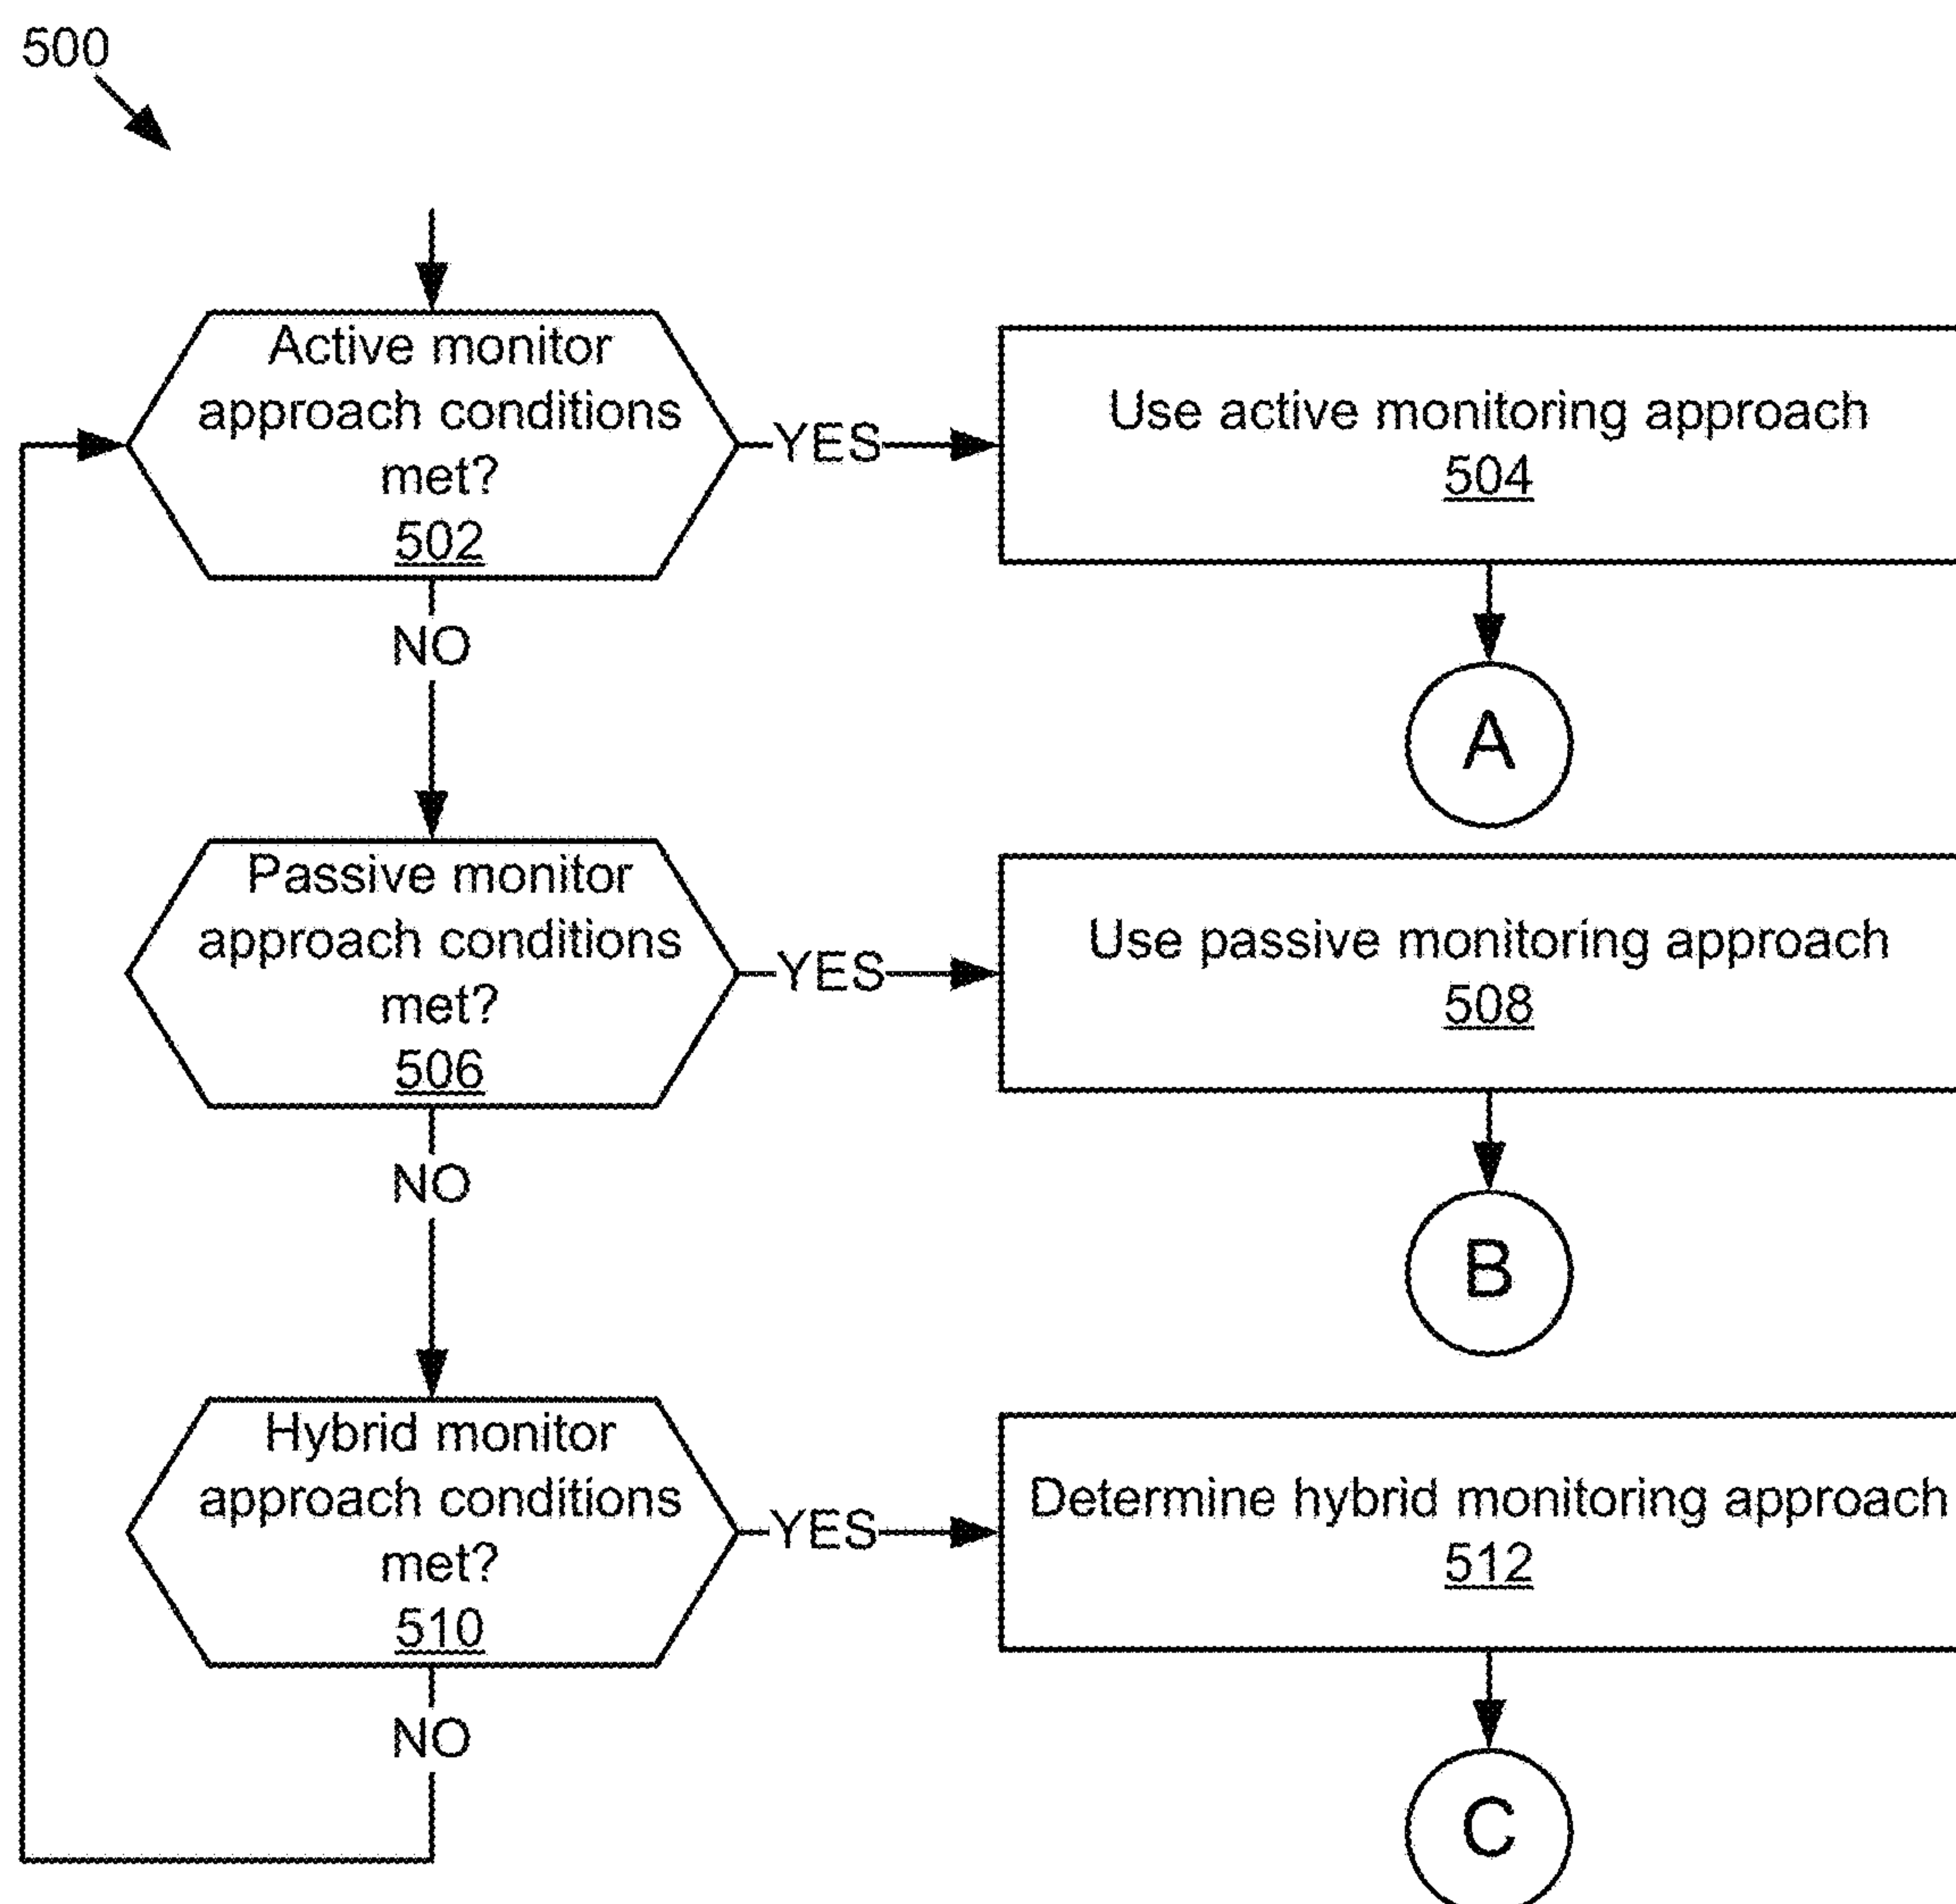 500
Active monitor
approach conditions
met?
502
YES
Use active monitoring approach
504
NO
A
Passive monitor
approach conditions
met?
506
YES
Use passive monitoring approach
508
NO
B
Hybrid monitor
approach conditions
met?
510
YES
Determine hybrid monitoring approach
512
NO
C